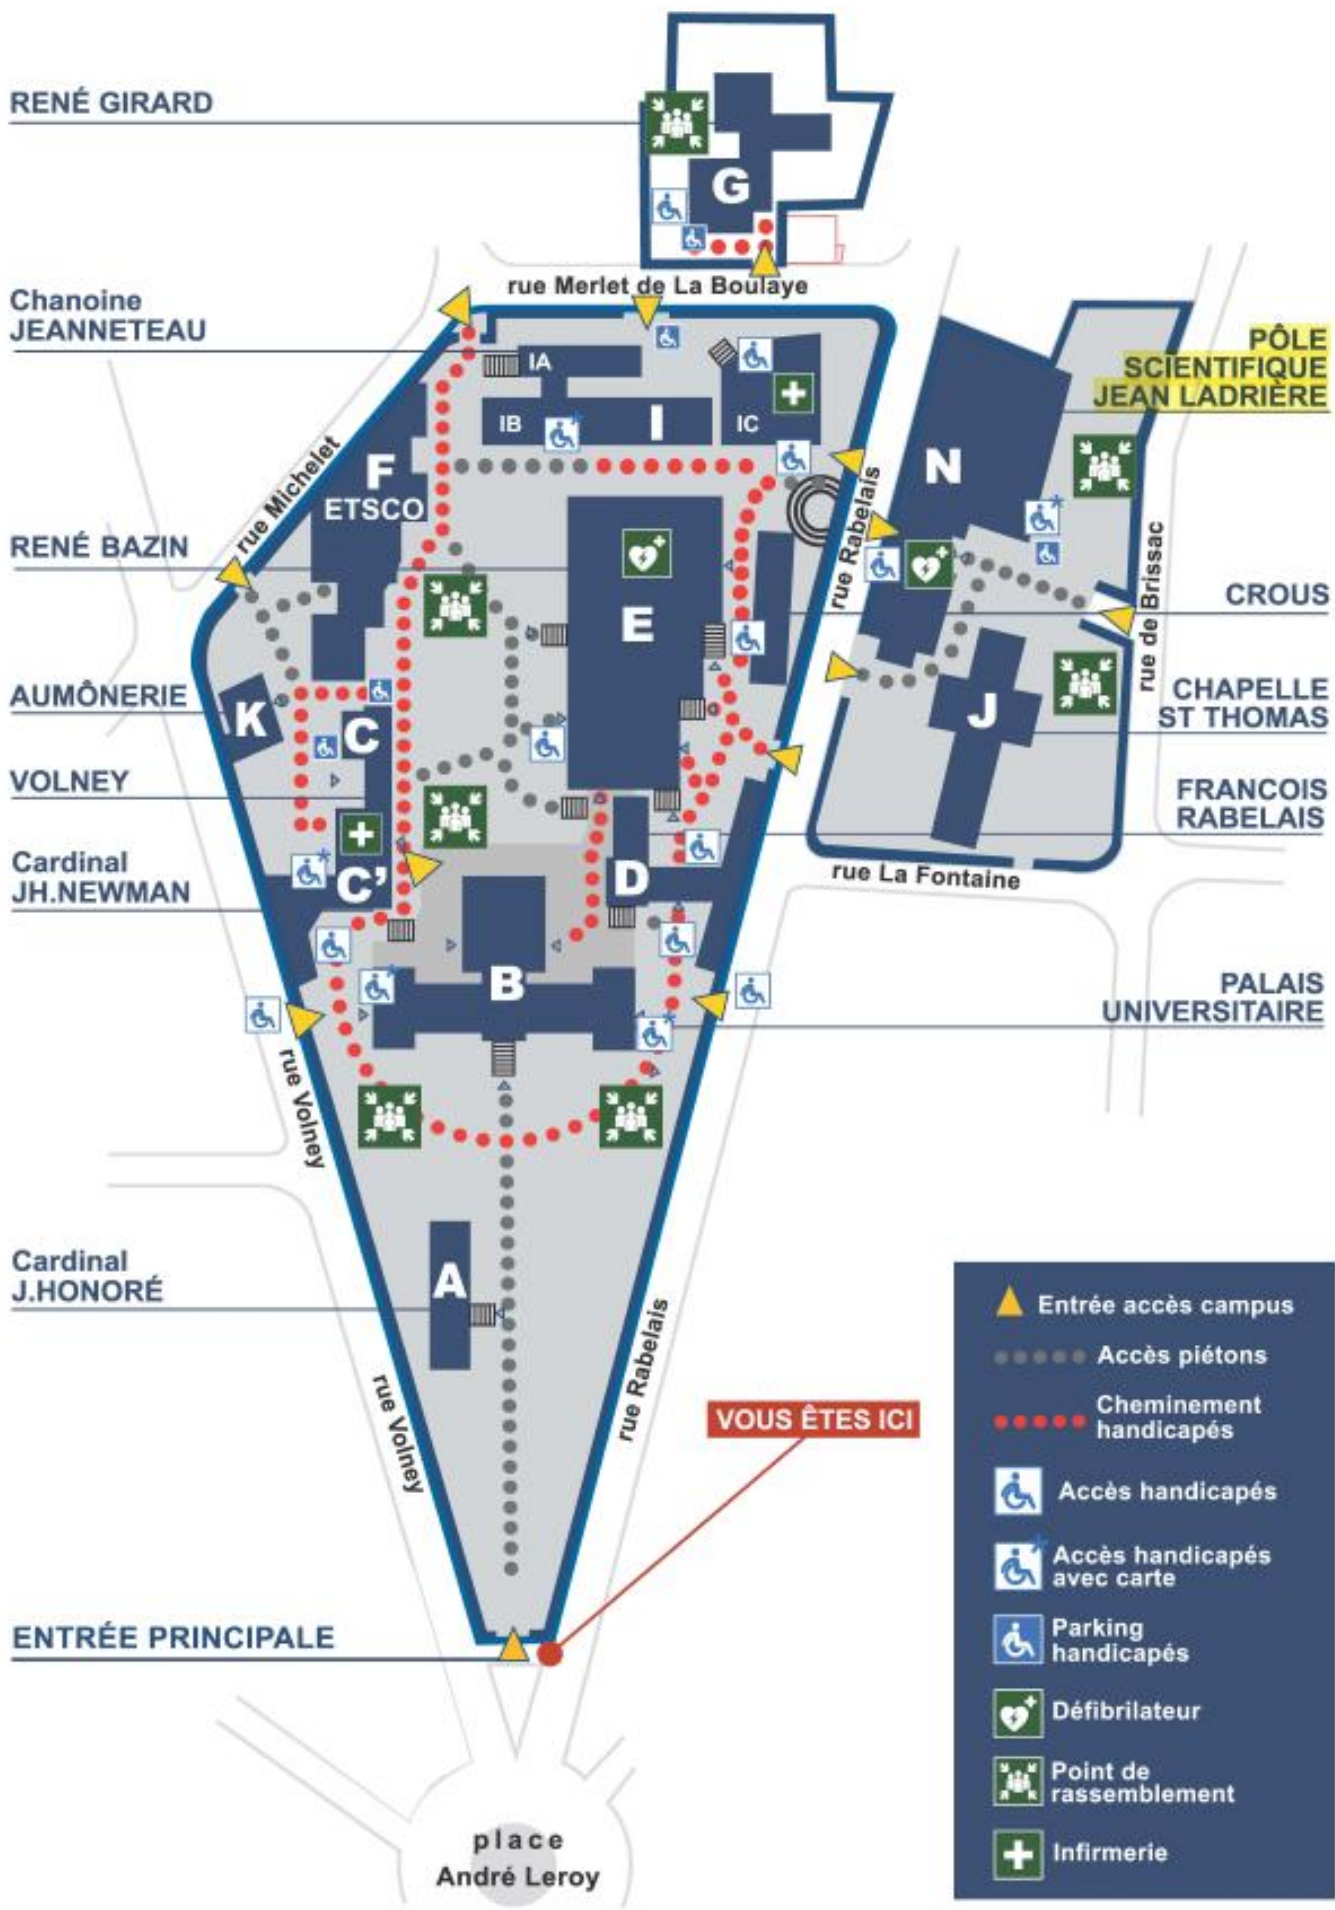 RENÉ GIRARD
G
rue Merlet de La Boulaye
Chanoine
JEANNETEAU
PÔLE
SCIENTIFIQUE
JEAN LADRIÈRE
IA
IB
I
IC
F
ETSCO
N
rue Michelet
rue Rabelais
rue de Brissac
RENÉ BAZIN
E
CROUS
AUMÔNERIE
K
C
J
CHAPELLE
ST THOMAS
VOLNEY
FRANCOIS
RABELAIS
Cardinal
JH.NEWMAN
C'
D
rue La Fontaine
B
PALAIS
UNIVERSITAIRE
rue Volney
Cardinal
J.HONORÉ
A
rue Volney
rue Rabelais
VOUS ÊTES ICI
ENTRÉE PRINCIPALE
place
André Leroy
Entrée accès campus
Accès piétons
Cheminement
handicapés
Accès handicapés
Accès handicapés
avec carte
Parking
handicapés
Défibrilateur
Point de
rassemblement
Infirmerie